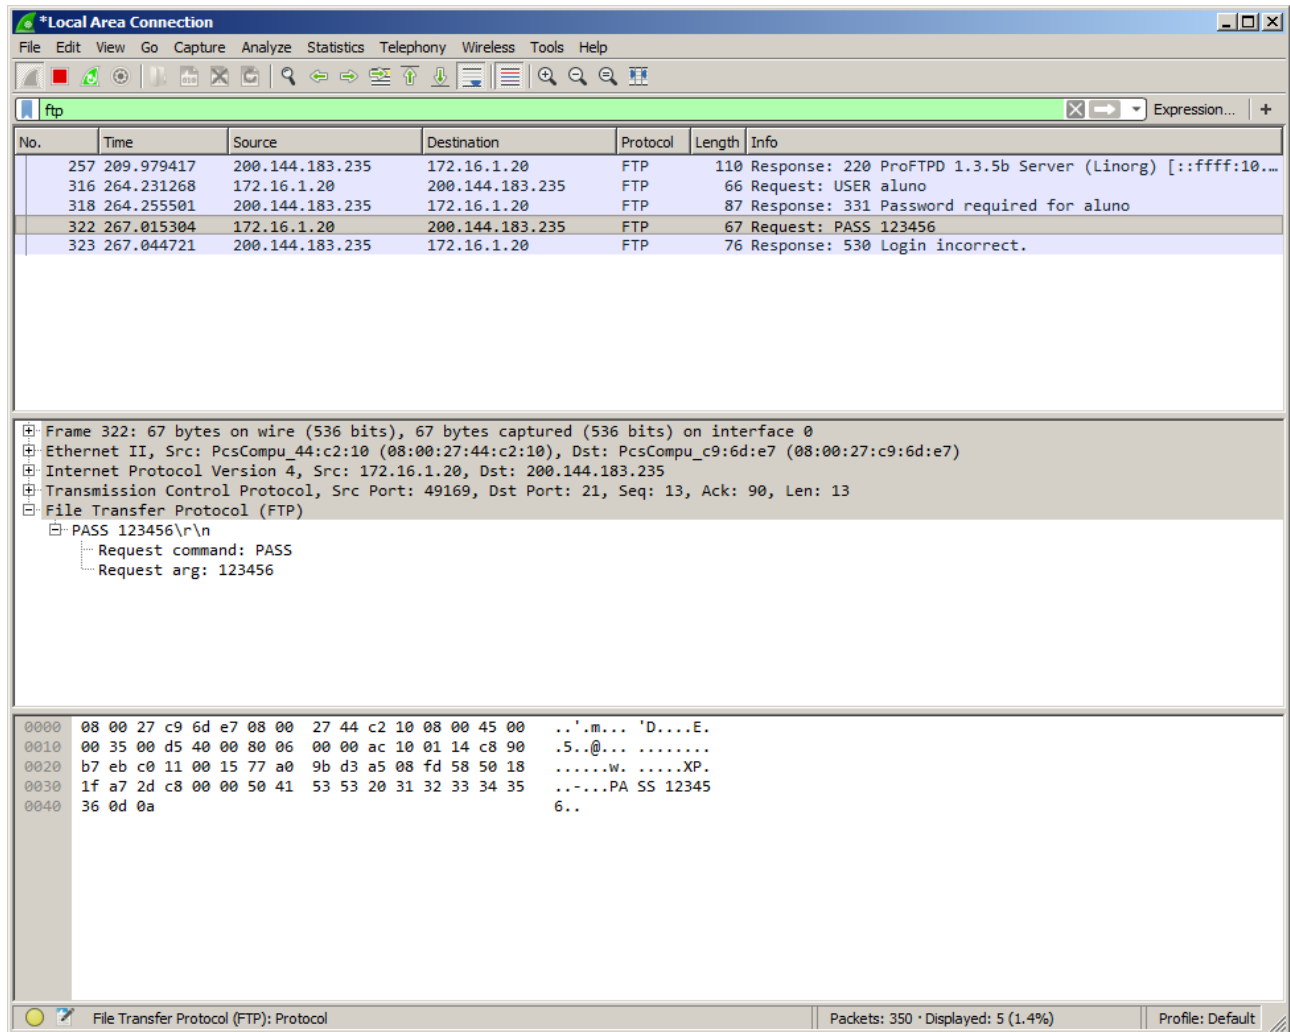 *Local Area Connection
File Edit View Go Capture Analyze Statistics Telephony Wireless Tools Help
ftp Expression... +
No. Time Source Destination Protocol Length Info
257 209.979417 200.144.183.235 172.16.1.20 FTP 110 Response: 220 ProFTPD 1.3.5b Server (Linorg) [::ffff:10.…
316 264.231268 172.16.1.20 200.144.183.235 FTP 66 Request: USER aluno
318 264.255501 200.144.183.235 172.16.1.20 FTP 87 Response: 331 Password required for aluno
322 267.015304 172.16.1.20 200.144.183.235 FTP 67 Request: PASS 123456
323 267.044721 200.144.183.235 172.16.1.20 FTP 76 Response: 530 Login incorrect.
Frame 322: 67 bytes on wire (536 bits), 67 bytes captured (536 bits) on interface 0
Ethernet II, Src: PcsCompu_44:c2:10 (08:00:27:44:c2:10), Dst: PcsCompu_c9:6d:e7 (08:00:27:c9:6d:e7)
Internet Protocol Version 4, Src: 172.16.1.20, Dst: 200.144.183.235
Transmission Control Protocol, Src Port: 49169, Dst Port: 21, Seq: 13, Ack: 90, Len: 13
File Transfer Protocol (FTP)
PASS 123456\r\n
Request command: PASS
Request arg: 123456
0000 08 00 27 c9 6d e7 08 00 27 44 c2 10 08 00 45 00 ..'.m... 'D....E.
0010 00 35 00 d5 40 00 80 06 00 00 ac 10 01 14 c8 90 .5..@... ........
0020 b7 eb c0 11 00 15 77 a0 9b d3 a5 08 fd 58 50 18 ......w. .....XP.
0030 1f a7 2d c8 00 00 50 41 53 53 20 31 32 33 34 35 ..-...PA SS 12345
0040 36 0d 0a 6..
File Transfer Protocol (FTP): Protocol Packets: 350 · Displayed: 5 (1.4%) Profile: Default